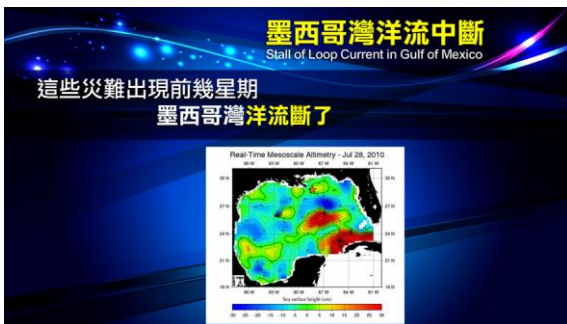 墨西哥灣洋流中斷
Stall of Loop Current in Gulf of Mexico
這些災難出現前幾星期
墨西哥灣洋流斷了
Real-Time Mesoscale Altimetry - Jul 28, 2010
Sea surface height (cm)